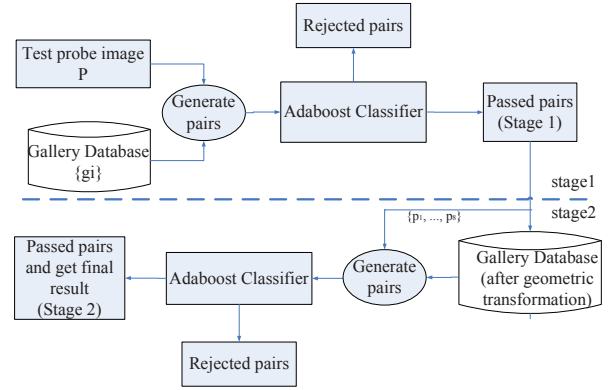 Rejected pairs
Test probe image
P
Generate
pairs
Adaboost Classifier
Passed pairs
(Stage 1)
Gallery Database
{gi}
stage1
stage2
{p1, ..., p8}
Passed pairs
and get final
result
(Stage 2)
Adaboost Classifier
Generate
pairs
Gallery Database
(after geometric
transformation)
Rejected pairs